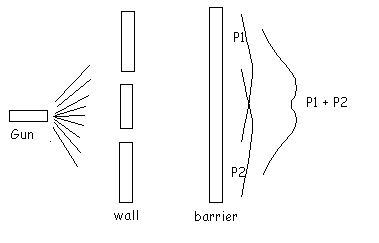 P1
P1 + P2
Gun
P2
wall
barrier